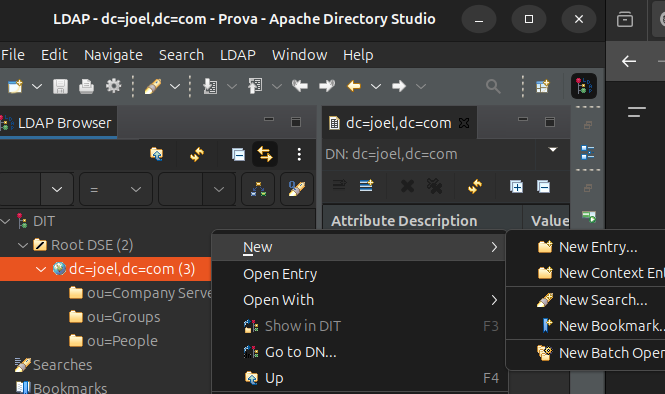 LDAP - dc=joel,dc=com - Prova - Apache Directory Studio
File Edit Navigate Search LDAP Window Help
LDAP Browser
dc=joel,dc=com
DN: dc=joel,dc=com
=
Attribute Description
Value
DIT
Root DSE (2)
dc=joel,dc=com (3)
ou=Company Serve
ou=Groups
ou=People
Searches
Bookmarks
New
Open Entry
Open With
Show in DIT F3
Go to DN...
Up F4
New Entry...
New Context Ent
New Search...
New Bookmark..
New Batch Oper